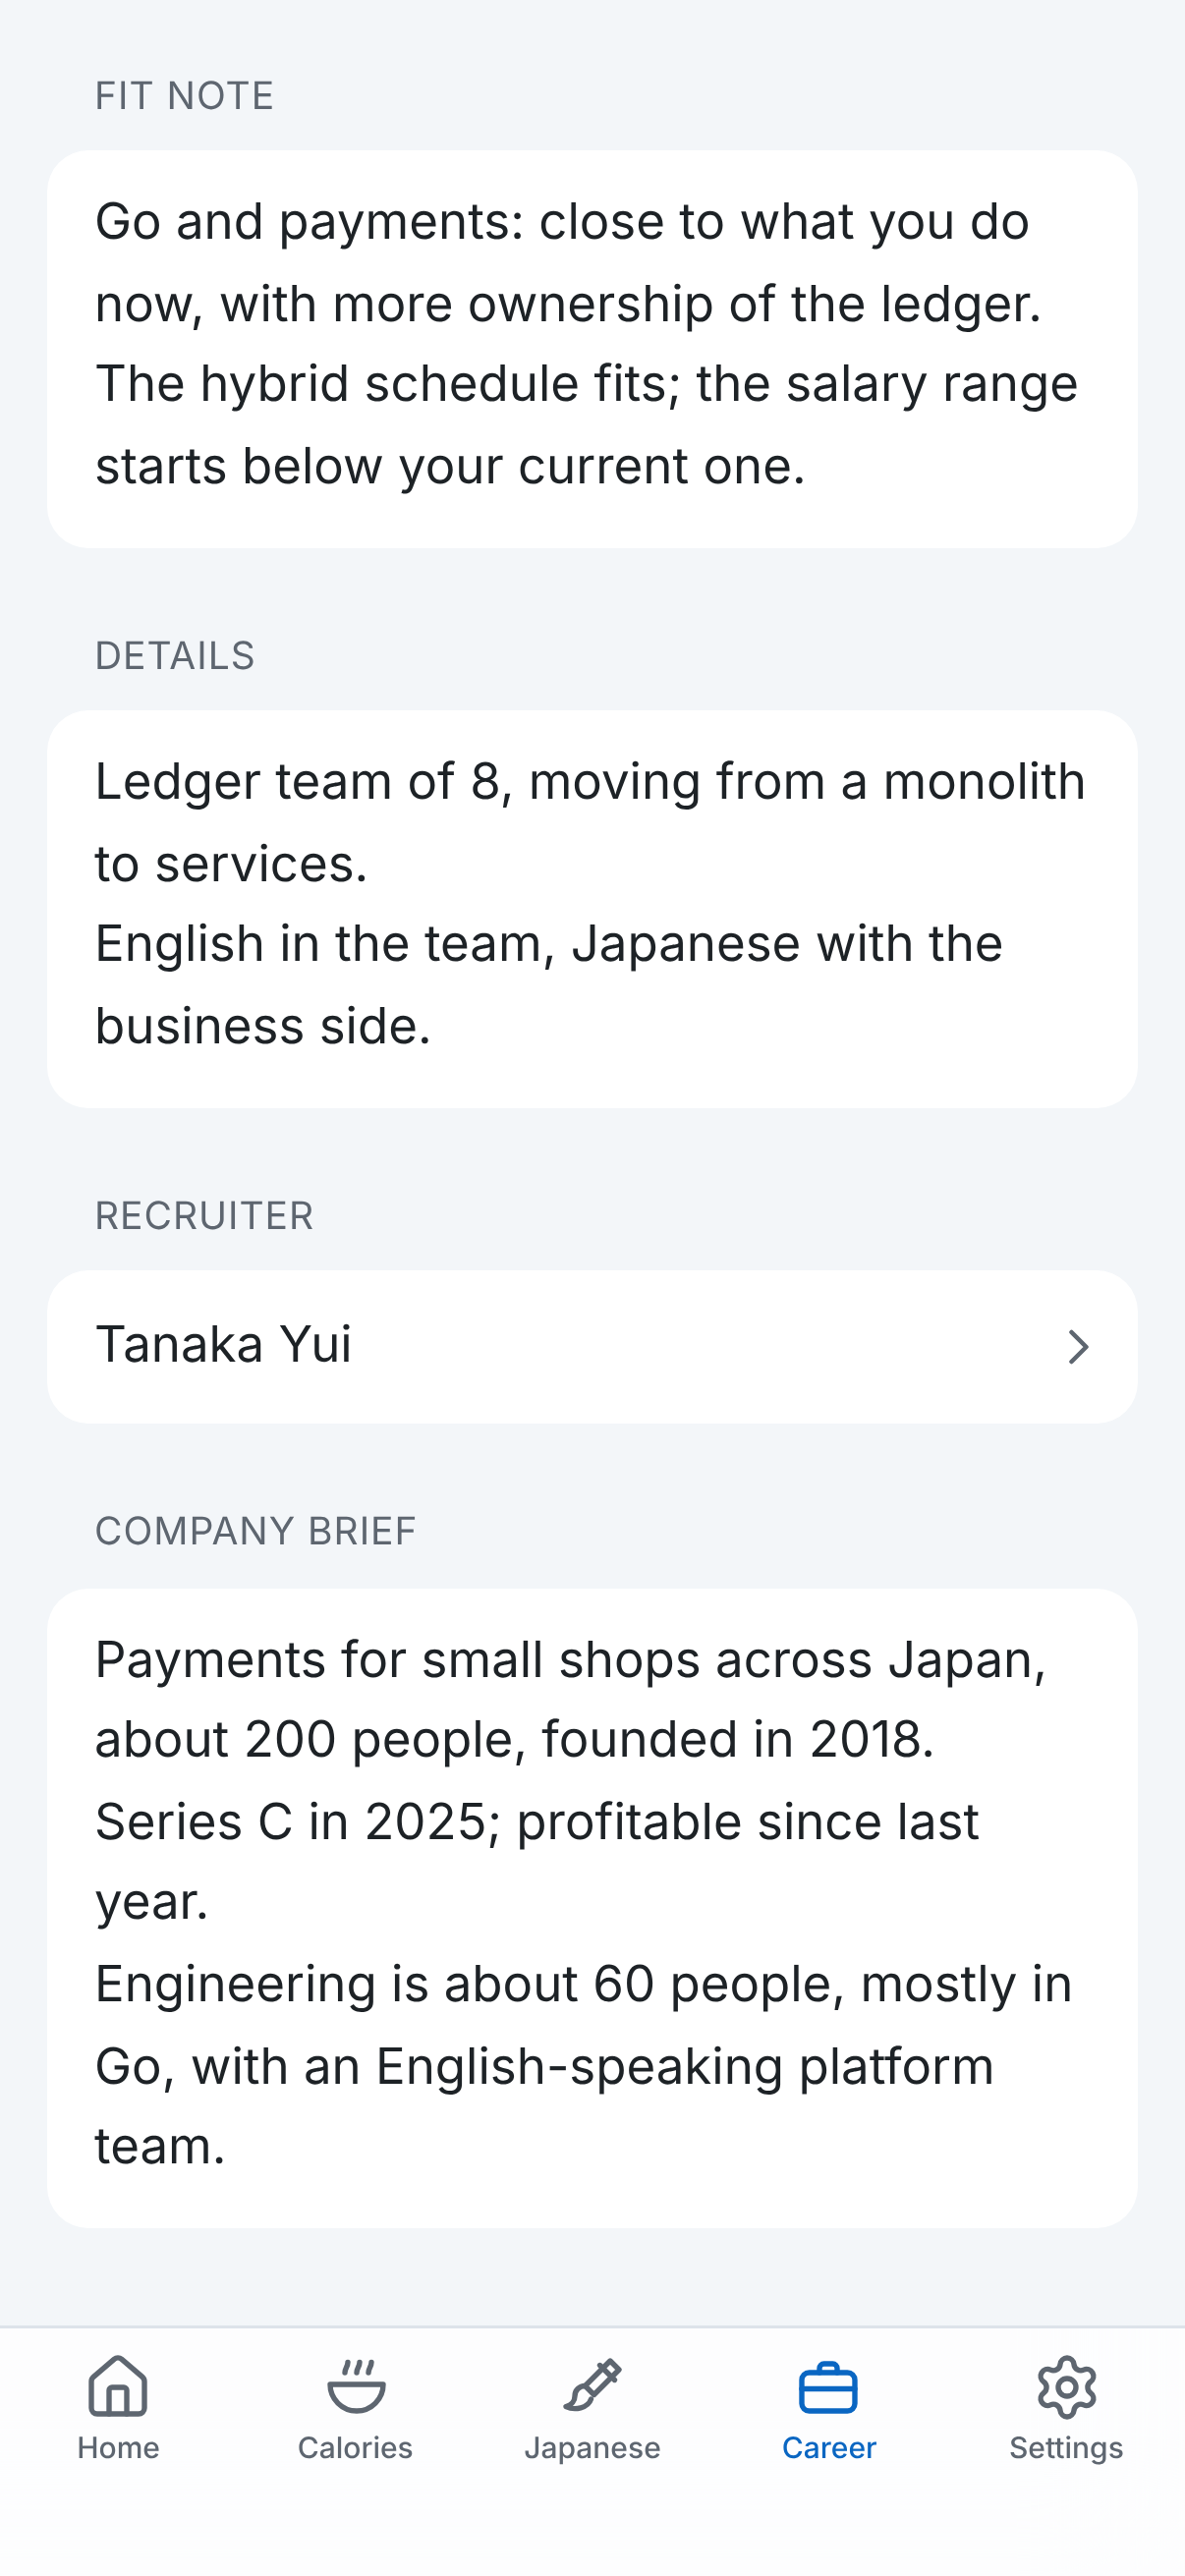 FIT NOTE
Go and payments: close to what you do
now, with more ownership of the ledger.
The hybrid schedule fits; the salary range
starts below your current one.
DETAILS
Ledger team of 8, moving from a monolith
to services.
English in the team, Japanese with the
business side.
RECRUITER
Tanaka Yui
COMPANY BRIEF
Payments for small shops across Japan,
about 200 people, founded in 2018.
Series C in 2025; profitable since last
year.
Engineering is about 60 people, mostly in
Go, with an English-speaking platform
team.
Home
Calories
Japanese
Career
Settings